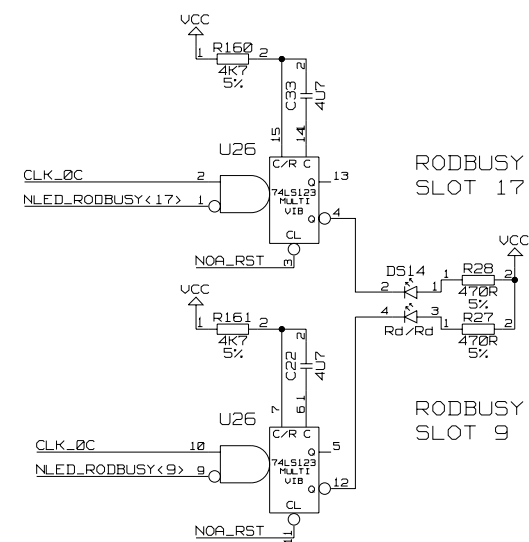 VCC
1 R160 2
4K7
5%
2
C33
4U7
15
14
U26
C/R C
CLK_0C 2
NLED_RODBUSY<17> 1
74LS123
MULTI
VIB
Q 13
Q 4
CL
3
NOA_RST
RODBUSY
SLOT 17
VCC
DS14
2 1
1 R28 2
470R
5%
4 3
Rd/Rd
1 R27 2
470R
5%
VCC
1 R161 2
4K7
5%
2
C22
4U7
1
7
6
U26
C/R C
CLK_0C 10
NLED_RODBUSY<9> 9
74LS123
MULTI
VIB
Q 5
Q 12
CL
11
NOA_RST
RODBUSY
SLOT 9